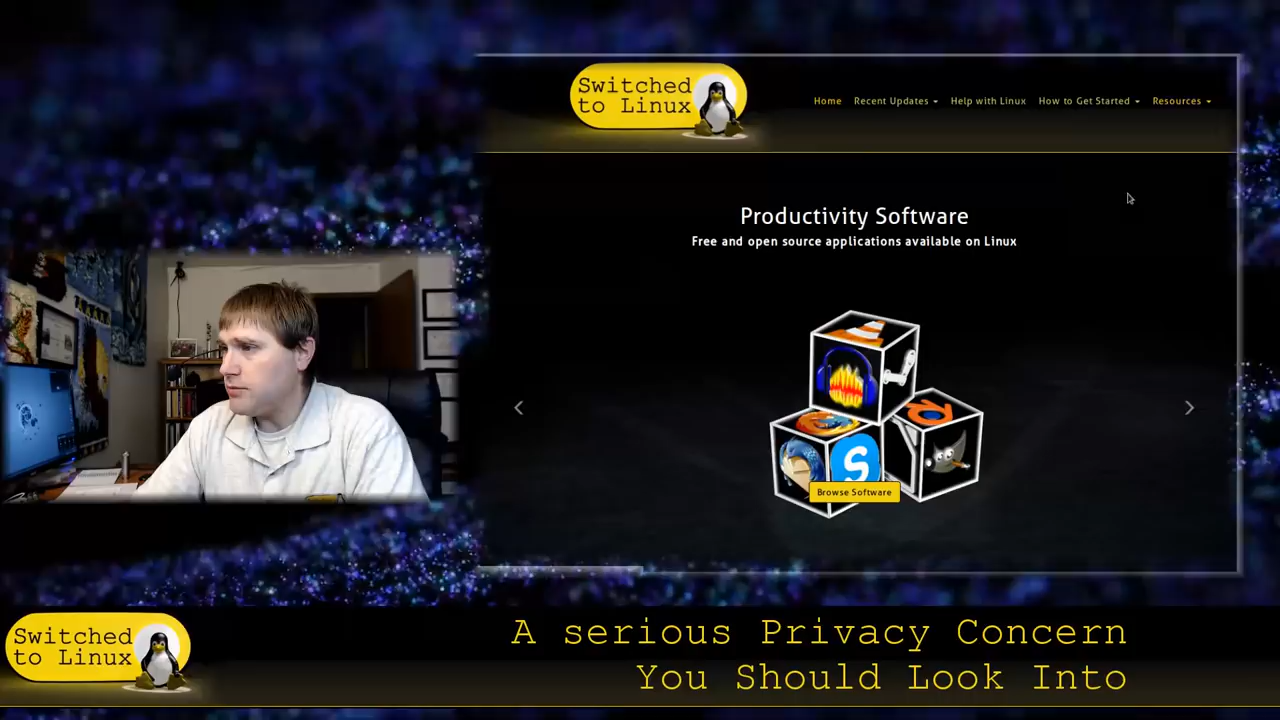 Switched
to Linux
Home Recent Updates Help with Linux How to Get Started Resources
Productivity Software
Free and open source applications available on Linux
Browse Software
Switched
to Linux
A serious Privacy Concern
You Should Look Into